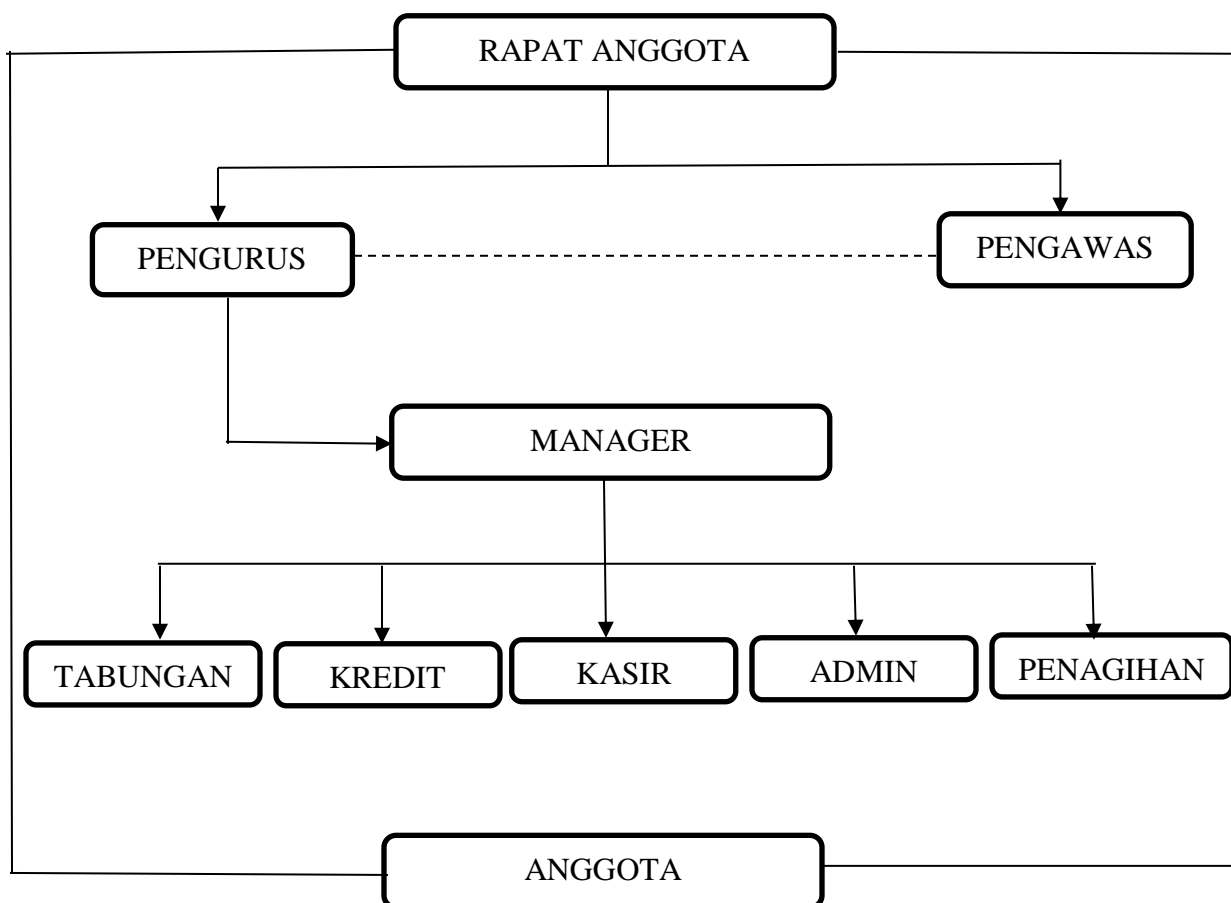 RAPAT ANGGOTA
PENGURUS
PENGAWAS
MANAGER
TABUNGAN
KREDIT
KASIR
ADMIN
PENAGIHAN
ANGGOTA